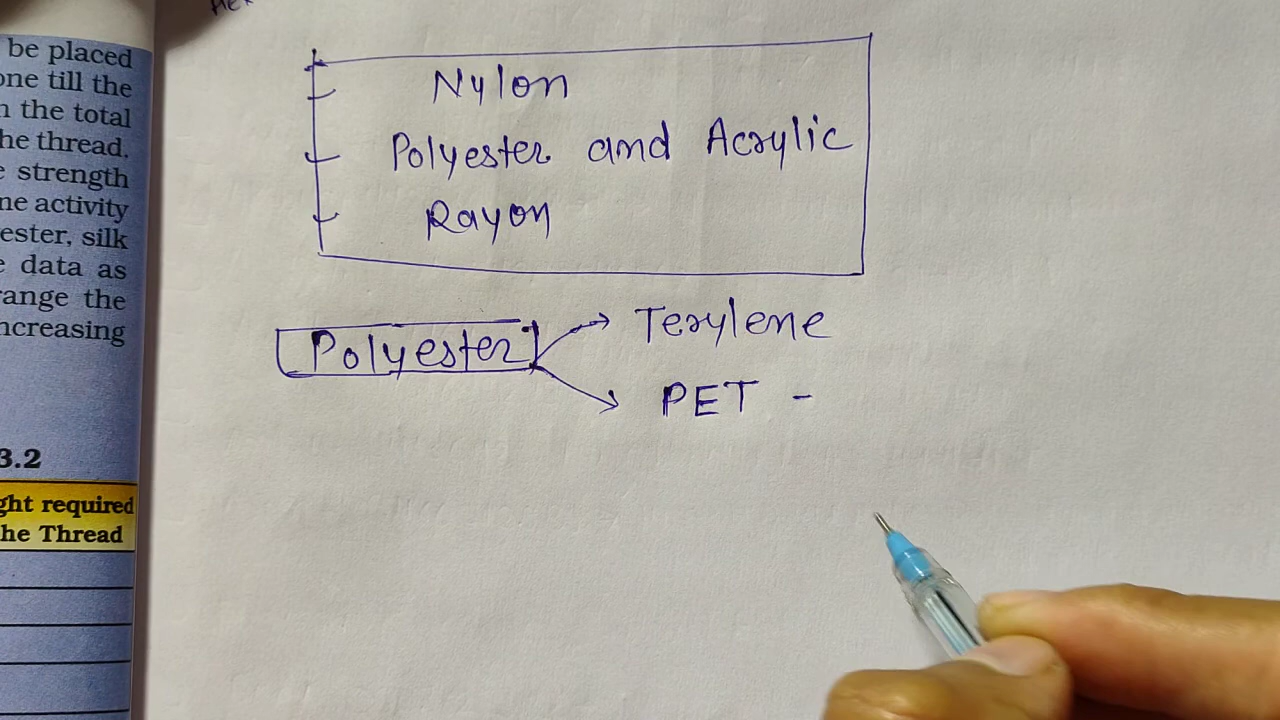 be placed
one till the
n the total
he thread.
e strength
ne activity
ester, silk
e data as
range the
ncreasing
3.2
ght required
he Thread
Nylon
Polyester and Acrylic
Rayon
Polyester
Terylene
PET -